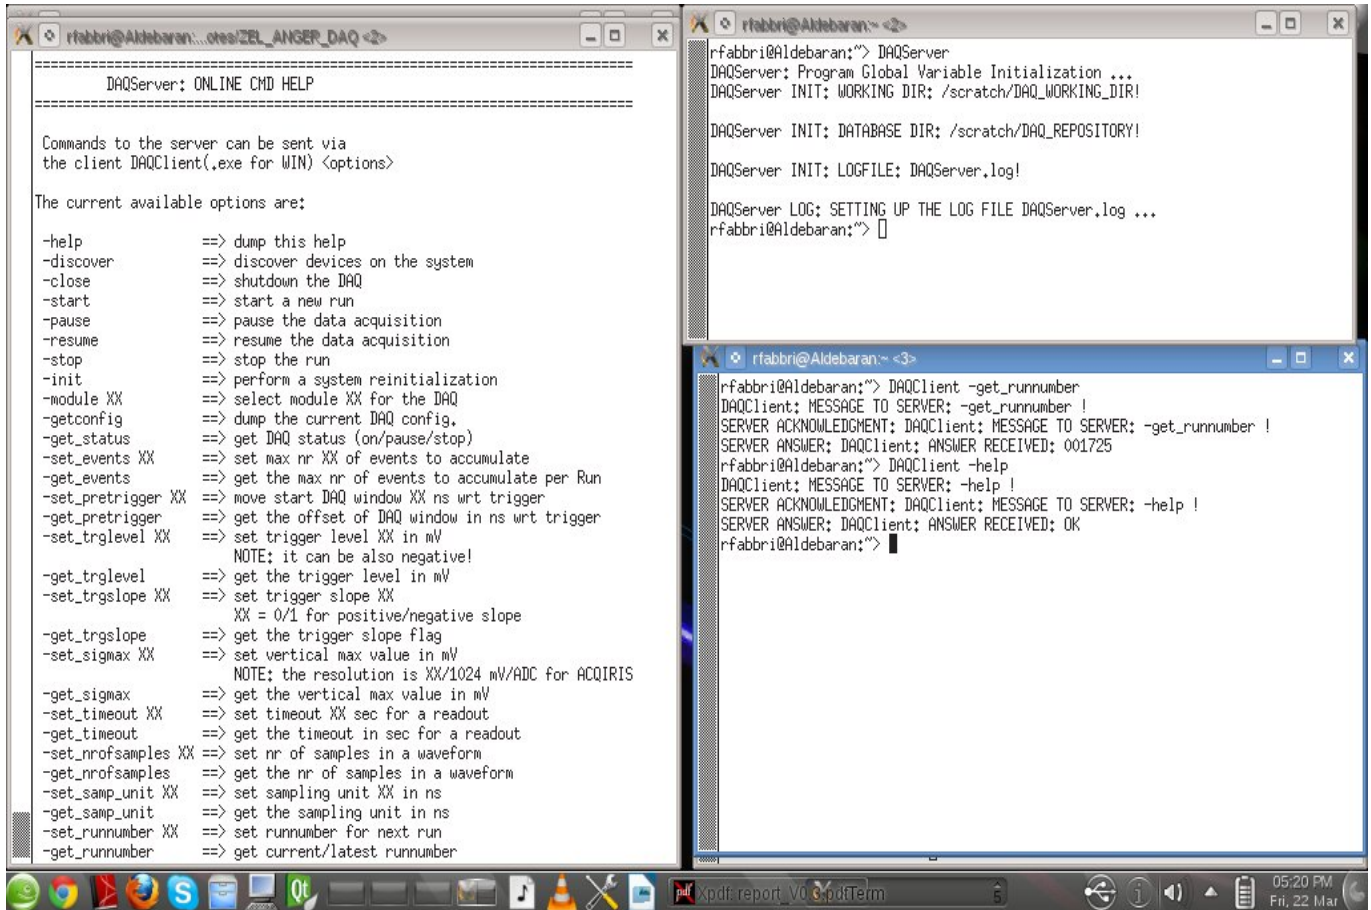 rfabbri@Aldebaran:...otes/ZEL_ANGER_DAQ <2>
================================================================
DAQServer: ONLINE CMD HELP
================================================================
Commands to the server can be sent via
the client DAQClient(.exe for WIN) <options>
The current available options are:
-help ==> dump this help
-discover ==> discover devices on the system
-close ==> shutdown the DAQ
-start ==> start a new run
-pause ==> pause the data acquisition
-resume ==> resume the data acquisition
-stop ==> stop the run
-init ==> perform a system reinitialization
-module XX ==> select module XX for the DAQ
-getconfig ==> dump the current DAQ config.
-get_status ==> get DAQ status (on/pause/stop)
-set_events XX ==> set max nr XX of events to accumulate
-get_events ==> get the max nr of events to accumulate per Run
-set_pretrigger XX ==> move start DAQ window XX ns wrt trigger
-get_pretrigger ==> get the offset of DAQ window in ns wrt trigger
-set_trglevel XX ==> set trigger level XX in mV
NOTE: it can be also negative!
-get_trglevel ==> get the trigger level in mV
-set_trgslope XX ==> set trigger slope XX
XX = 0/1 for positive/negative slope
-get_trgslope ==> get the trigger slope flag
-set_sigmax XX ==> set vertical max value in mV
NOTE: the resolution is XX/1024 mV/ADC for ACQIRIS
-get_sigmax ==> get the vertical max value in mV
-set_timeout XX ==> set timeout XX sec for a readout
-get_timeout ==> get the timeout in sec for a readout
-set_nrofsamples XX ==> set nr of samples in a waveform
-get_nrofsamples ==> get the nr of samples in a waveform
-set_samp_unit XX ==> set sampling unit XX in ns
-get_samp_unit ==> get the sampling unit in ns
-set_runnumber XX ==> set runnumber for next run
-get_runnumber ==> get current/latest runnumber
rfabbri@Aldebaran:~ <2>
rfabbri@Aldebaran:~> DAQServer
DAQServer: Program Global Variable Initialization ...
DAQServer INIT: WORKING DIR: /scratch/DAQ_WORKING_DIR!
DAQServer INIT: DATABASE DIR: /scratch/DAQ_REPOSITORY!
DAQServer INIT: LOGFILE: DAQServer.log!
DAQServer LOG: SETTING UP THE LOG FILE DAQServer.log ...
rfabbri@Aldebaran:~>
rfabbri@Aldebaran:~ <3>
rfabbri@Aldebaran:~> DAQClient -get_runnumber
DAQClient: MESSAGE TO SERVER: -get_runnumber !
SERVER ACKNOWLEDGMENT: DAQClient: MESSAGE TO SERVER: -get_runnumber !
SERVER ANSWER: DAQClient: ANSWER RECEIVED: 001725
rfabbri@Aldebaran:~> DAQClient -help
DAQClient: MESSAGE TO SERVER: -help !
SERVER ACKNOWLEDGMENT: DAQClient: MESSAGE TO SERVER: -help !
SERVER ANSWER: DAQClient: ANSWER RECEIVED: OK
rfabbri@Aldebaran:~>
Qt
pdf
Xpdf: report_V0
Term
6
05:20 PM
Fri, 22 Mar